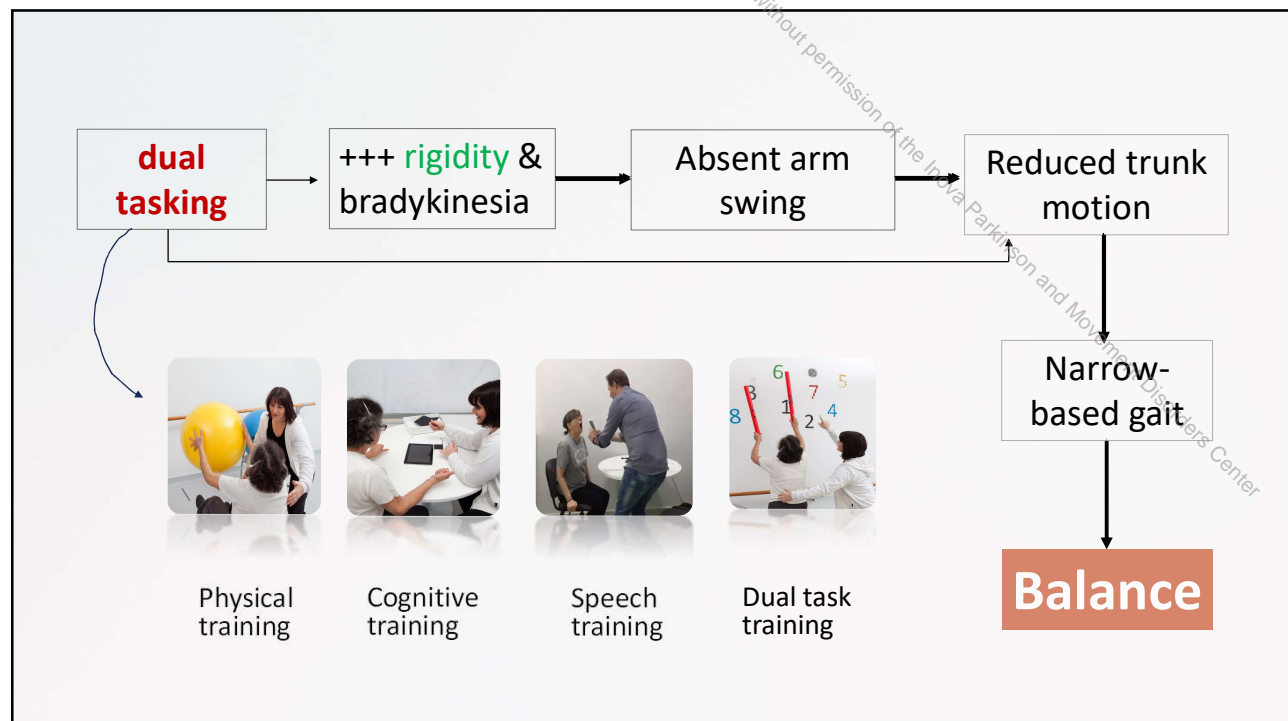 without permission of the Inova Parkinson and Movement Disorders Center
dual
tasking
+++ rigidity &
bradykinesia
Absent arm
swing
Reduced trunk
motion
Narrow-
based gait
Balance
6
5
3
7
8
1
4
2
Physical
training
Cognitive
training
Speech
training
Dual task
training